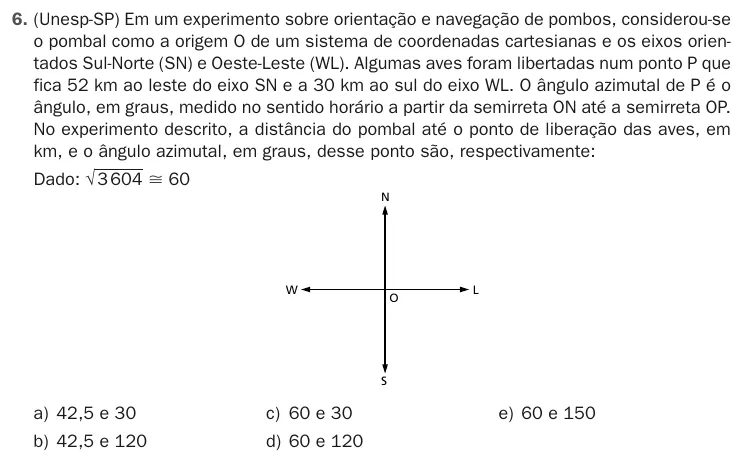 6. (Unesp-SP) Em um experimento sobre orientação e navegação de pombos, considerou-se
o pombal como a origem O de um sistema de coordenadas cartesianas e os eixos orien-
tados Sul-Norte (SN) e Oeste-Leste (WL). Algumas aves foram libertadas num ponto P que
fica 52 km ao leste do eixo SN e a 30 km ao sul do eixo WL. O ângulo azimutal de P é o
ângulo, em graus, medido no sentido horário a partir da semirreta ON até a semirreta OP.
No experimento descrito, a distância do pombal até o ponto de liberação das aves, em
km, e o ângulo azimutal, em graus, desse ponto são, respectivamente:
Dado: √3 604 ≅ 60
N
W L
O
S
a) 42,5 e 30 c) 60 e 30 e) 60 e 150
b) 42,5 e 120 d) 60 e 120